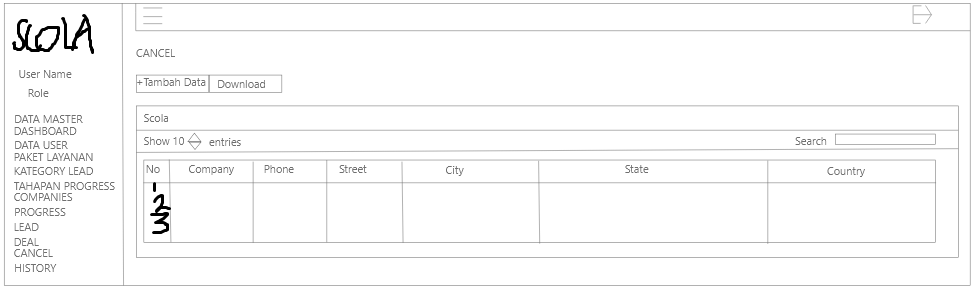 SCOLA
User Name
Role
DATA MASTER
DASHBOARD
DATA USER
PAKET LAYANAN
KATEGORY LEAD
TAHAPAN PROGRESS
COMPANIES
PROGRESS
LEAD
DEAL
CANCEL
HISTORY
CANCEL
+Tambah Data Download
Scola
Show 10 entries Search
No Company Phone Street City State Country
1
2
3